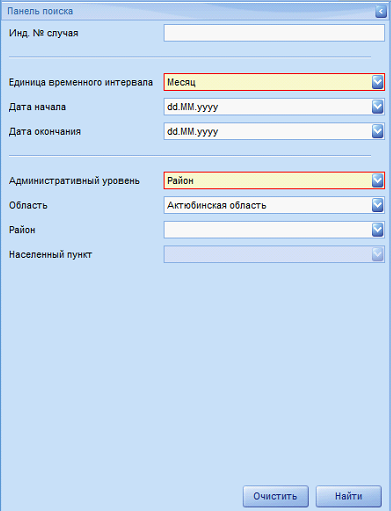 Панель поиска
Инд. № случая
Единица временного интервала Месяц
Дата начала dd.MM.yyyy
Дата окончания dd.MM.yyyy
Административный уровень Район
Область Актюбинская область
Район
Населенный пункт
Очистить Найти